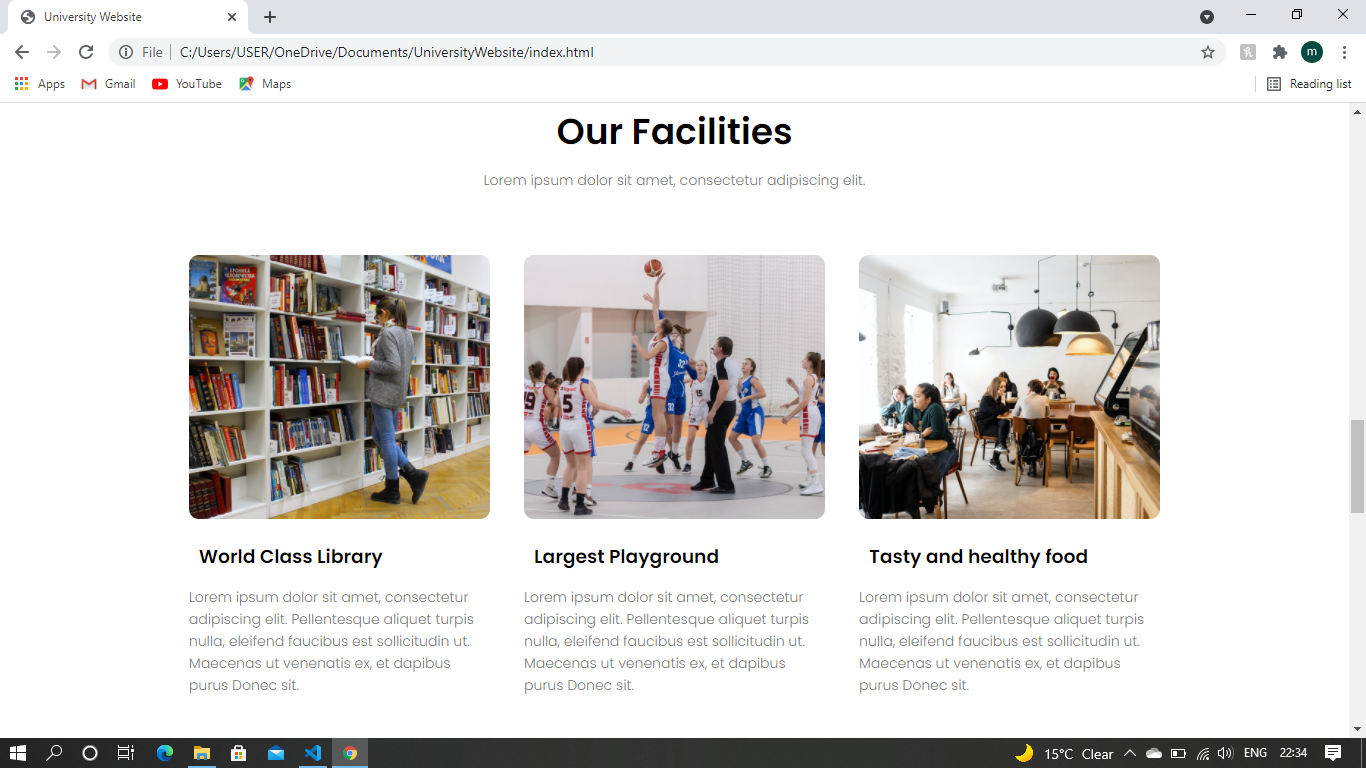 University Website
File
C:/Users/USER/OneDrive/Documents/UniversityWebsite/index.html
m
Apps
Gmail
YouTube
Maps
Reading list
Our Facilities
Lorem ipsum dolor sit amet, consectetur adipiscing elit.
ХРОНИКА
ЧЕЛОВЕЧЕСТВА
5
32
32
15
World Class Library
Lorem ipsum dolor sit amet, consectetur
adipiscing elit. Pellentesque aliquet turpis
nulla, eleifend faucibus est sollicitudin ut.
Maecenas ut venenatis ex, et dapibus
purus Donec sit.
Largest Playground
Lorem ipsum dolor sit amet, consectetur
adipiscing elit. Pellentesque aliquet turpis
nulla, eleifend faucibus est sollicitudin ut.
Maecenas ut venenatis ex, et dapibus
purus Donec sit.
Tasty and healthy food
Lorem ipsum dolor sit amet, consectetur
adipiscing elit. Pellentesque aliquet turpis
nulla, eleifend faucibus est sollicitudin ut.
Maecenas ut venenatis ex, et dapibus
purus Donec sit.
15°C Clear
ENG
22:34